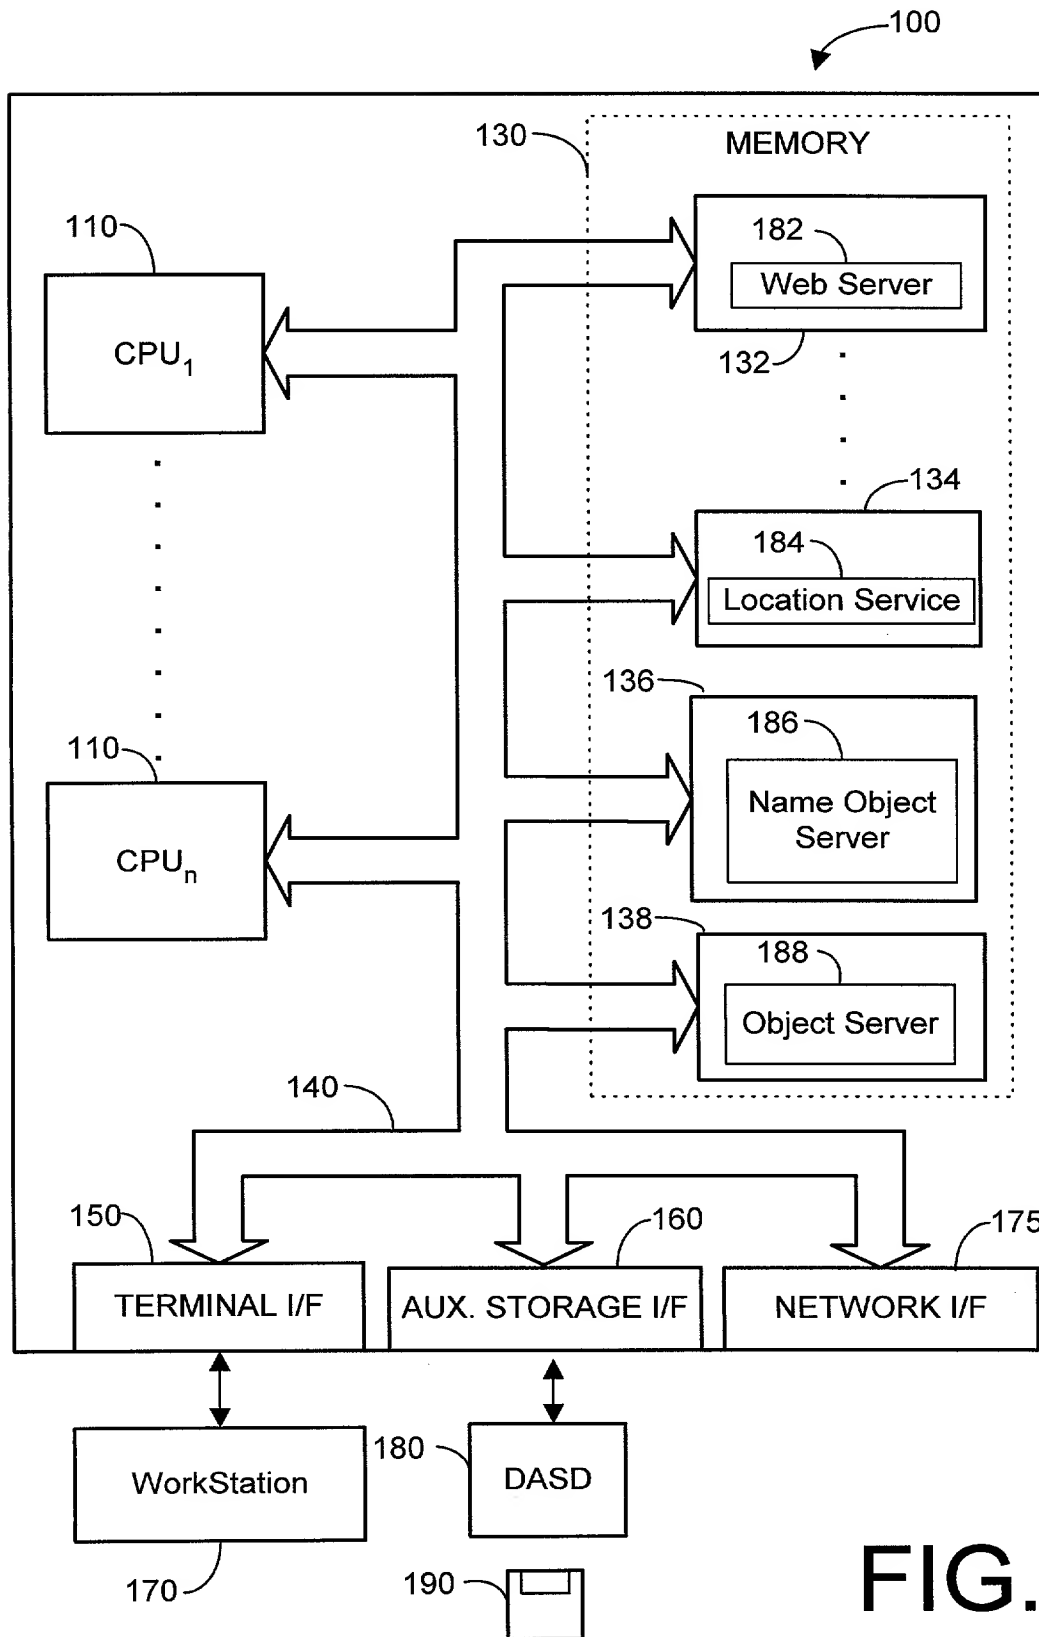 100
130
MEMORY
110
182
Web Server
CPU1
132
134
184
Location Service
136
186
110
Name Object
Server
CPUn
138
188
Object Server
140
150
160
175
TERMINAL I/F
AUX. STORAGE I/F
NETWORK I/F
180
WorkStation
DASD
170
190
FIG.